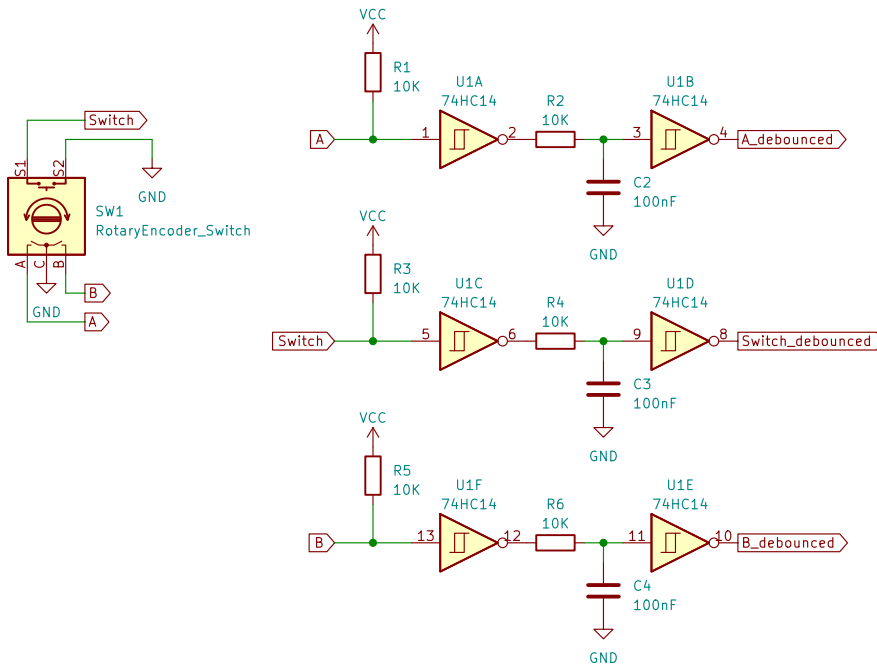 S1
S2
Switch
GND
SW1
RotaryEncoder_Switch
A
C
B
GND
B
A
VCC
R1
10K
A
1
U1A
74HC14
2
R2
10K
C2
100nF
GND
3
U1B
74HC14
4
A_debounced
VCC
R3
10K
Switch
5
U1C
74HC14
6
R4
10K
C3
100nF
GND
9
U1D
74HC14
8
Switch_debounced
VCC
R5
10K
B
13
U1F
74HC14
12
R6
10K
C4
100nF
GND
11
U1E
74HC14
10
B_debounced